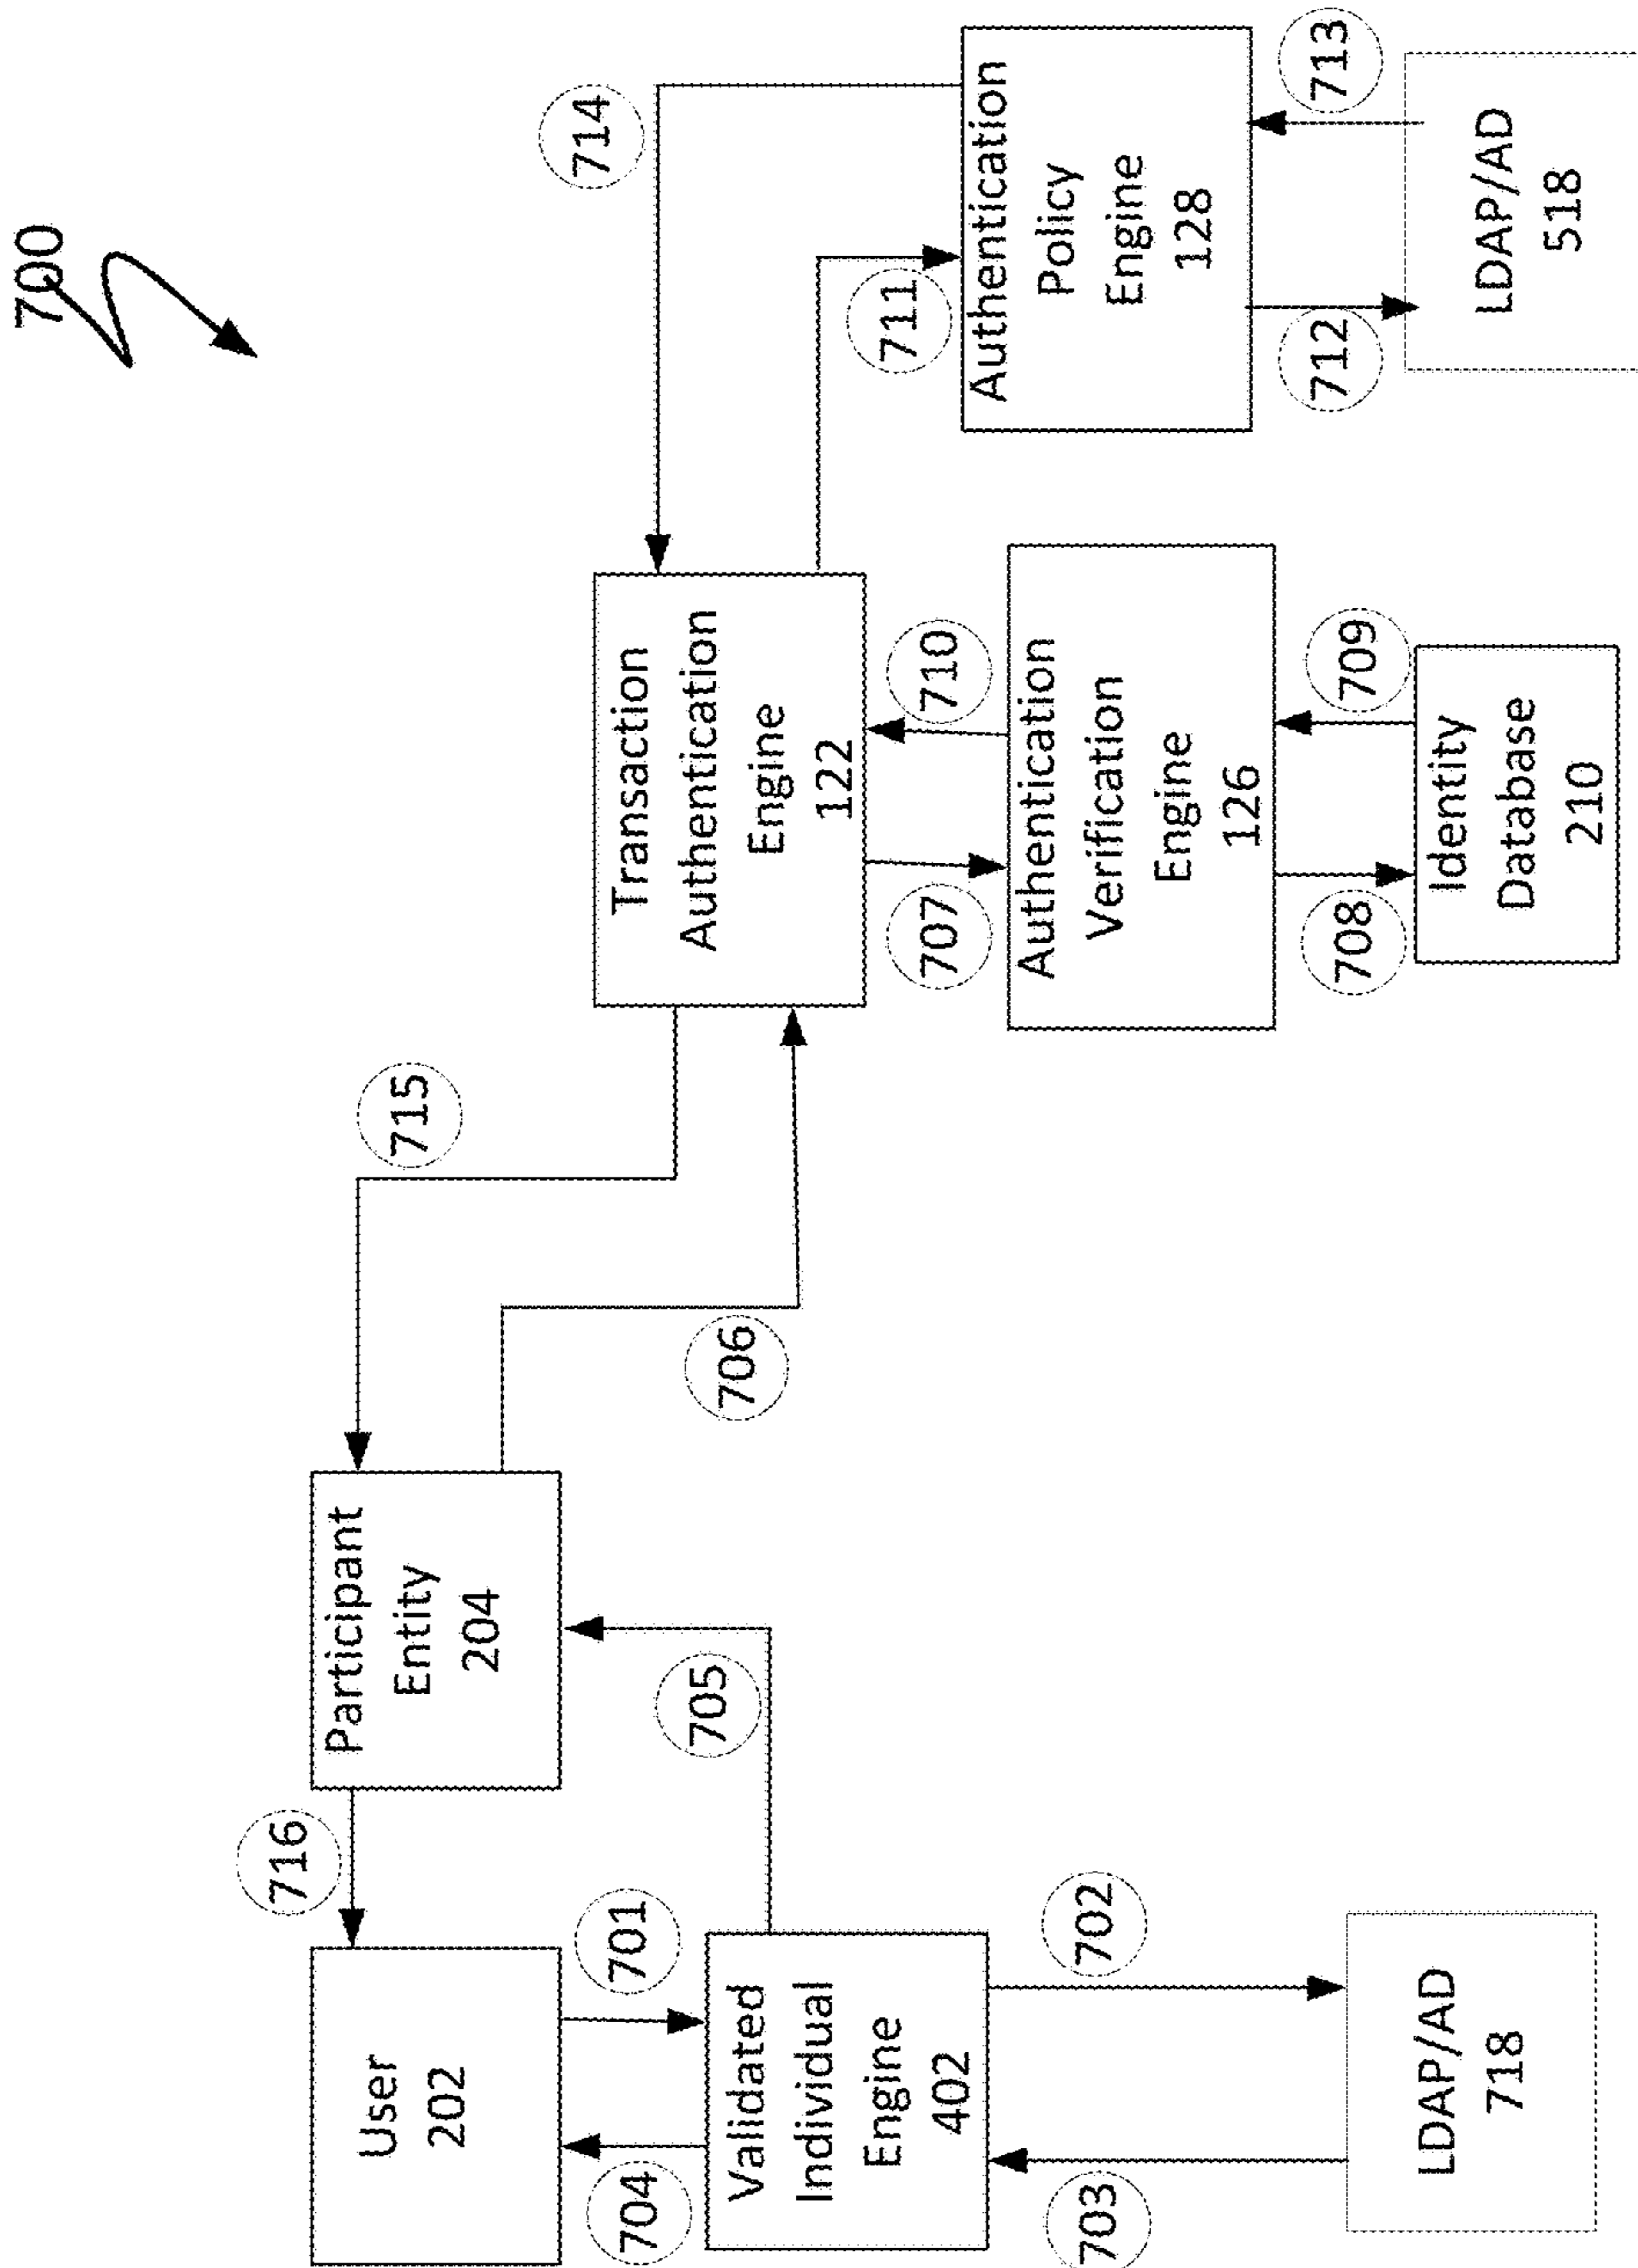 700
User
202
716
Participant
Entity
204
715
714
701
704
705
706
Validated
Individual
Engine
402
703
702
LDAP/AD
718
Transaction
Authentication
Engine
122
707
710
711
Authentication
Verification
Engine
126
708
709
Identity
Database
210
Authentication
Policy
Engine
128
712
713
LDAP/AD
518